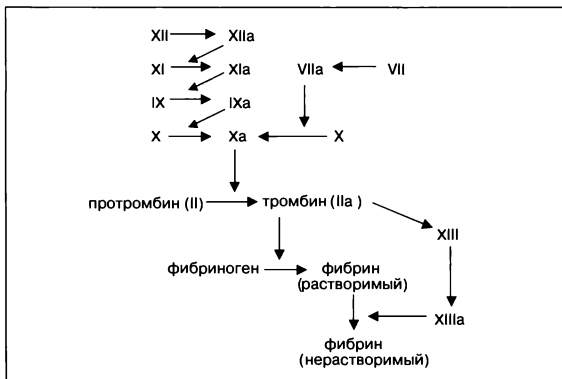 XII XIIa
XI XIa VIIa VII
IX IXa
X Xa X
протромбин (II) тромбин (IIa)
XIII
фибриноген фибрин
(растворимый)
XIIIa
фибрин
(нерастворимый)